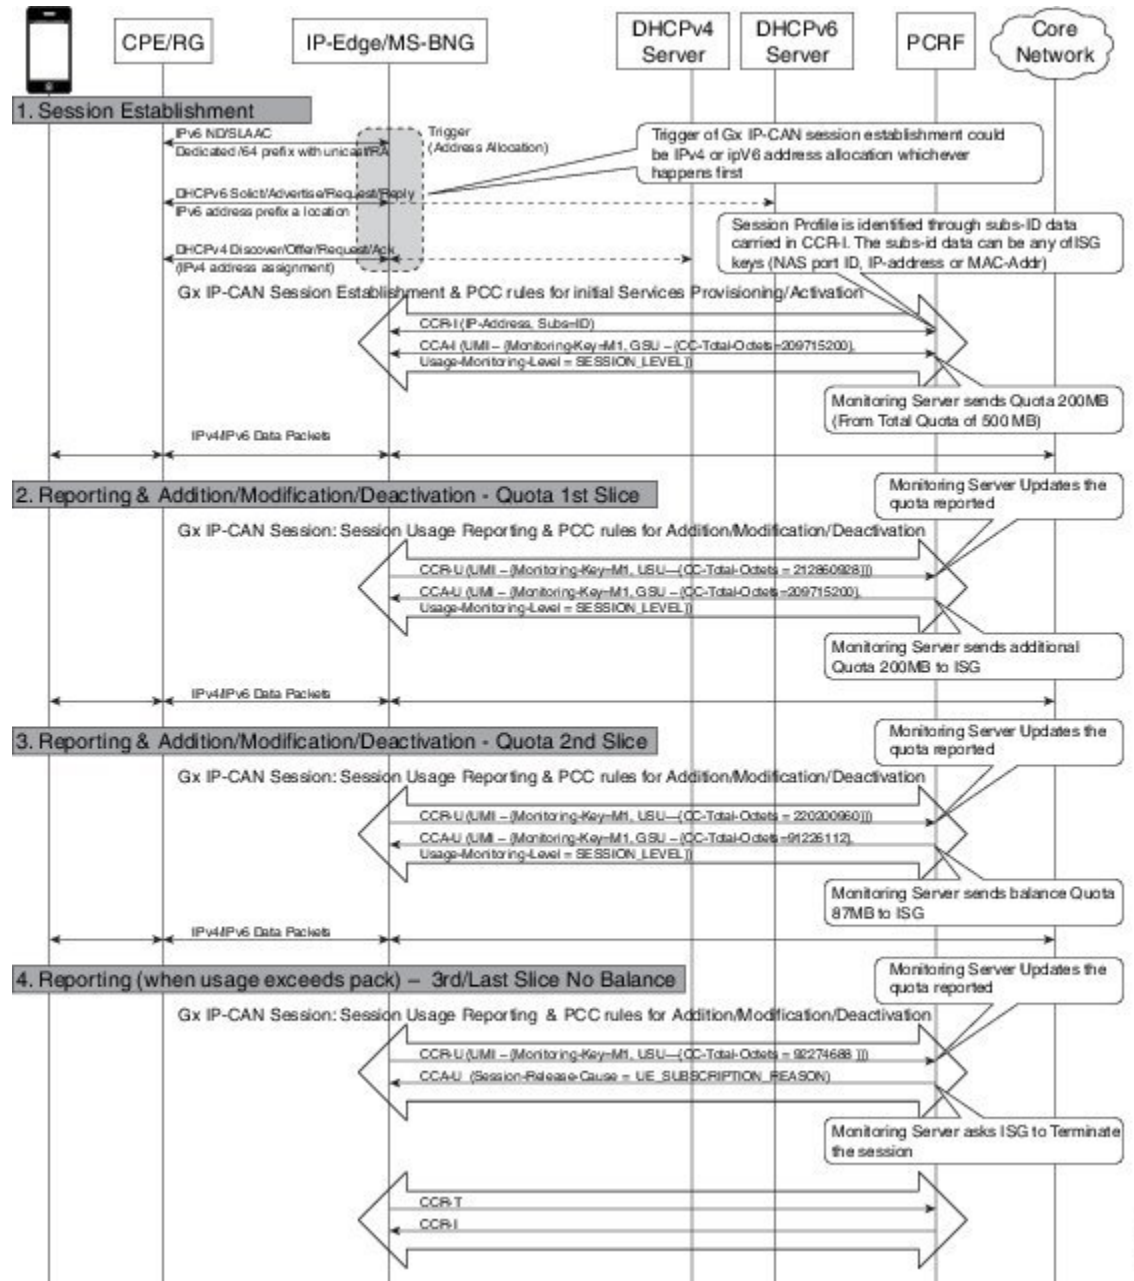 CPE/RG
IP-Edge/MS-BNG
DHCPv4
Server
DHCPv6
Server
PCRF
Core
Network
1. Session Establishment
IPv6 ND/SLAAC
Dedicated /64 prefix with unicast/RA
Trigger
(Address Allocation)
Trigger of Gx IP-CAN session establishment could
be IPv4 or ipV6 address allocation whichever
happens first
DHCPv6 Solict/Advertise/Request/Reply
IPv6 address prefix a location
Session Profile is identified through subs-ID data
carried in CCR-I. The subs-id data can be any of ISG
keys (NAS port ID, IP-address or MAC-Addr)
DHCPv4 Discover/Offer/Request/Ack
(IPv4 address assignment)
Gx IP-CAN Session Establishment & PCC rules for initial Services Provisioning/Activation
CCR-I (IP-Address, Subs=ID)
CCA-I (UMI – {Monitoring-Key=M1, GSU – {CC-Total-Octets=209715200},
Usage-Monitoring-Level = SESSION_LEVEL})
Monitoring Server sends Quota 200MB
(From Total Quota of 500 MB)
IPv4/IPv6 Data Packets
2. Reporting & Addition/Modification/Deactivation - Quota 1st Slice
Monitoring Server Updates the
quota reported
Gx IP-CAN Session: Session Usage Reporting & PCC rules for Addition/Modification/Deactivation
CCR-U (UMI – {Monitoring-Key=M1, USU—{CC-Total-Octets = 212860928}})
CCA-U (UMI – {Monitoring-Key=M1, GSU – {CC-Total-Octets=209715200},
Usage-Monitoring-Level = SESSION_LEVEL})
Monitoring Server sends additional
Quota 200MB to ISG
IPv4/IPv6 Data Packets
3. Reporting & Addition/Modification/Deactivation - Quota 2nd Slice
Monitoring Server Updates the
quota reported
Gx IP-CAN Session: Session Usage Reporting & PCC rules for Addition/Modification/Deactivation
CCR-U (UMI – {Monitoring-Key=M1, USU—{CC-Total-Octets = 220200960}})
CCA-U (UMI – {Monitoring-Key=M1, GSU – {CC-Total-Octets=91226112},
Usage-Monitoring-Level = SESSION_LEVEL})
Monitoring Server sends balance Quota
87MB to ISG
IPv4/IPv6 Data Packets
4. Reporting (when usage exceeds pack) – 3rd/Last Slice No Balance
Monitoring Server Updates the
quota reported
Gx IP-CAN Session: Session Usage Reporting & PCC rules for Addition/Modification/Deactivation
CCR-U (UMI – {Monitoring-Key=M1, USU—{CC-Total-Octets = 92274688 }})
CCA-U (Session-Release-Cause = UE_SUBSCRIPTION_REASON)
Monitoring Server asks ISG to Terminate
the session
CCR-T
CCR-I